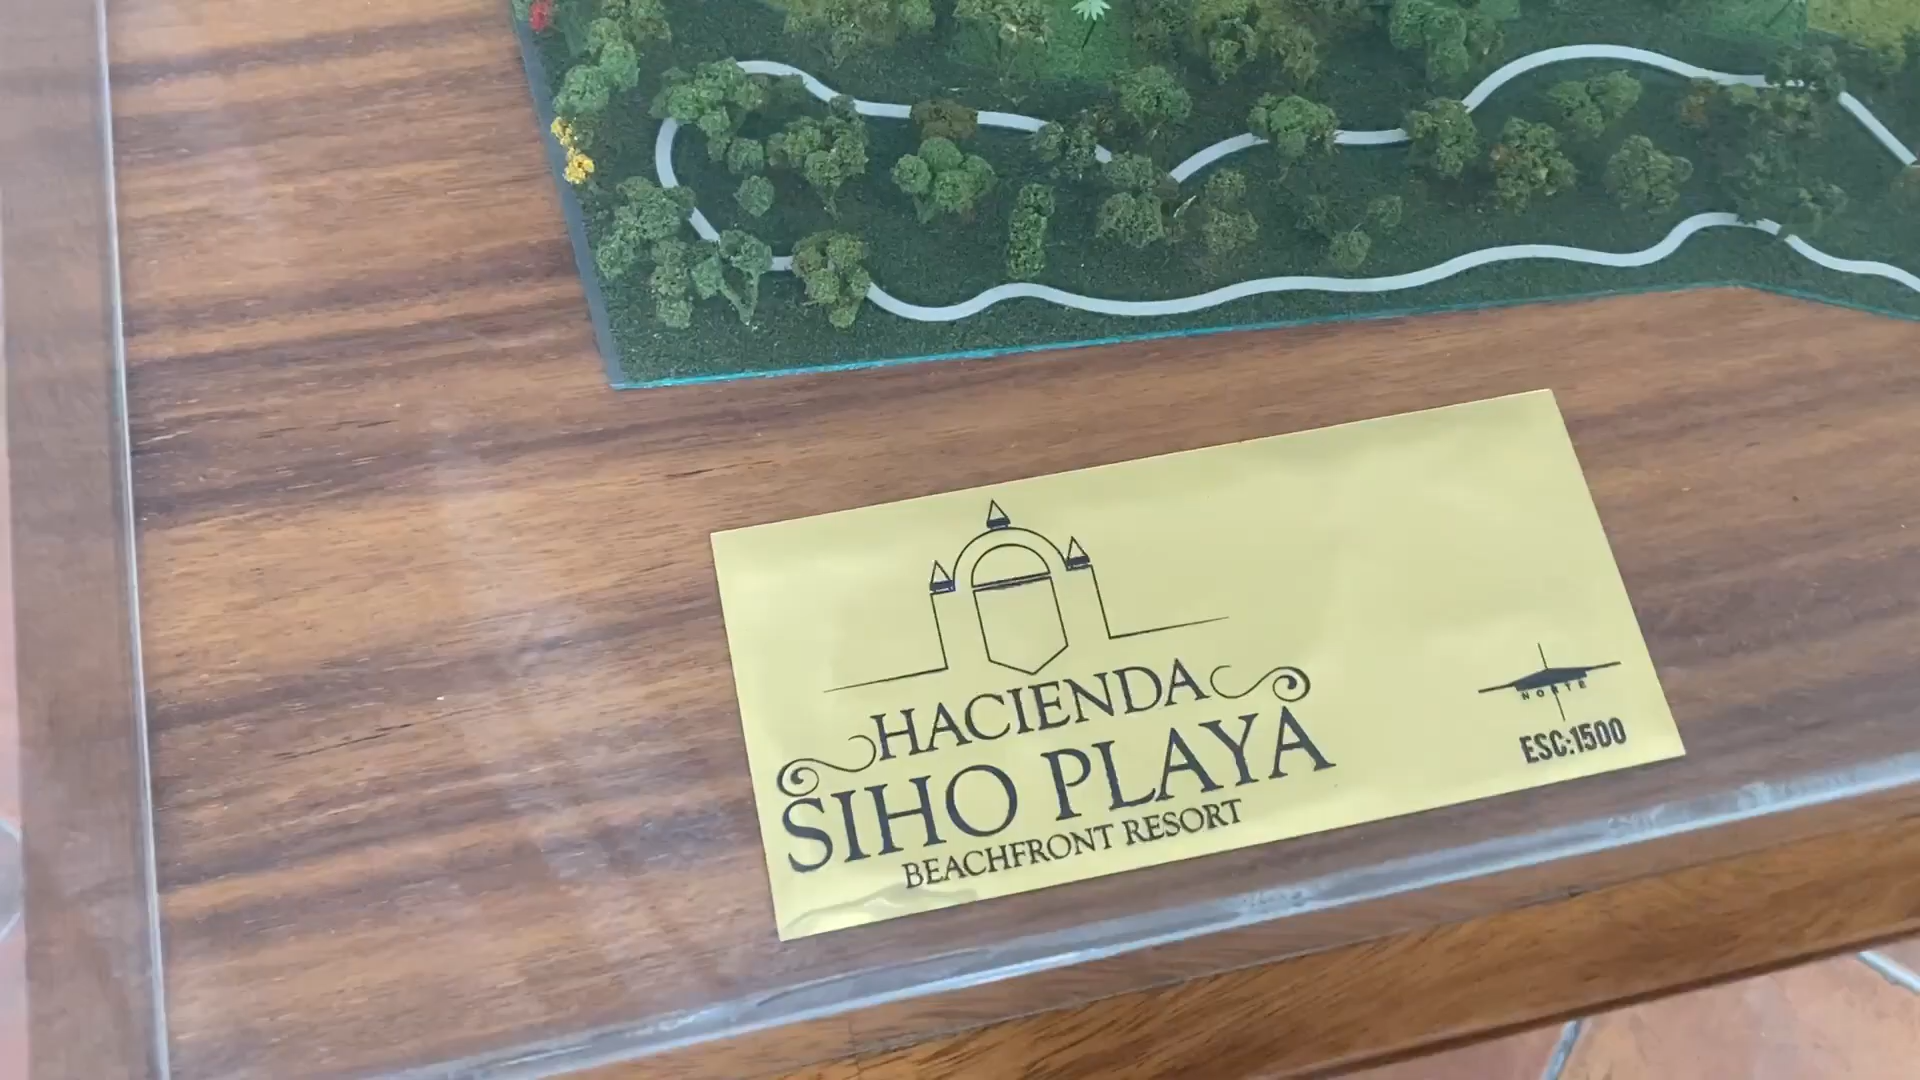 HACIENDA
SIHO PLAYA
BEACHFRONT RESORT
NORTE
ESC:1500